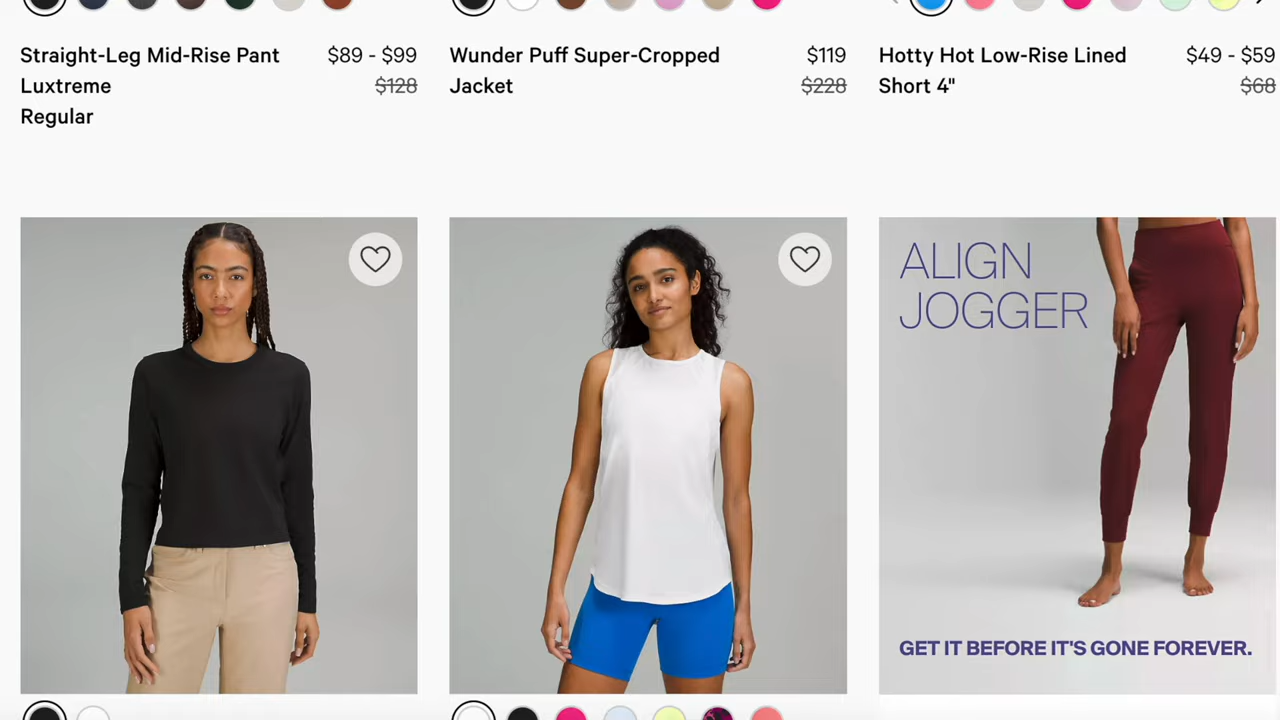 Straight-Leg Mid-Rise Pant $89 - $99
Luxtreme $128
Regular
Wunder Puff Super-Cropped $119
Jacket $228
Hotty Hot Low-Rise Lined $49 - $59
Short 4" $68
ALIGN
JOGGER
GET IT BEFORE IT'S GONE FOREVER.